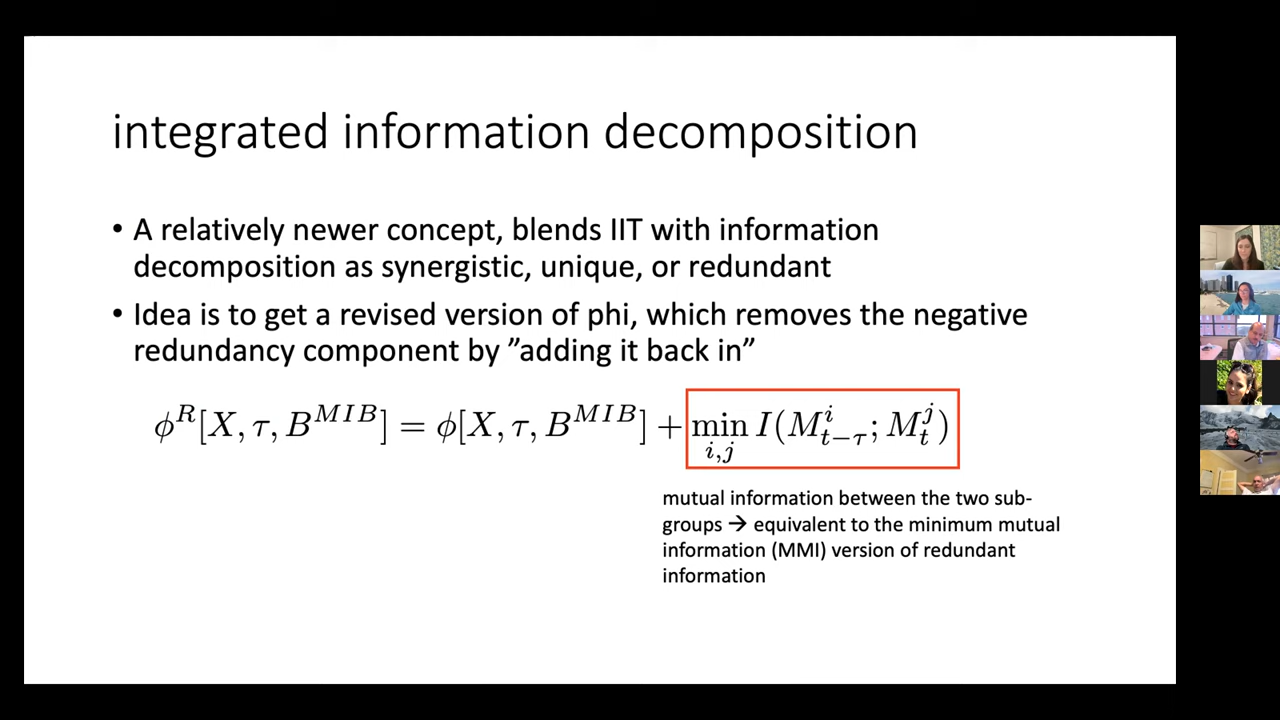 integrated information decomposition
• A relatively newer concept, blends IIT with information
decomposition as synergistic, unique, or redundant
• Idea is to get a revised version of phi, which removes the negative
redundancy component by ”adding it back in”
ϕ^R[X, τ, B^{MIB}] = ϕ[X, τ, B^{MIB}] + min_{i,j} I(M^i_{t−τ}; M^j_t)
mutual information between the two sub-
groups → equivalent to the minimum mutual
information (MMI) version of redundant
information